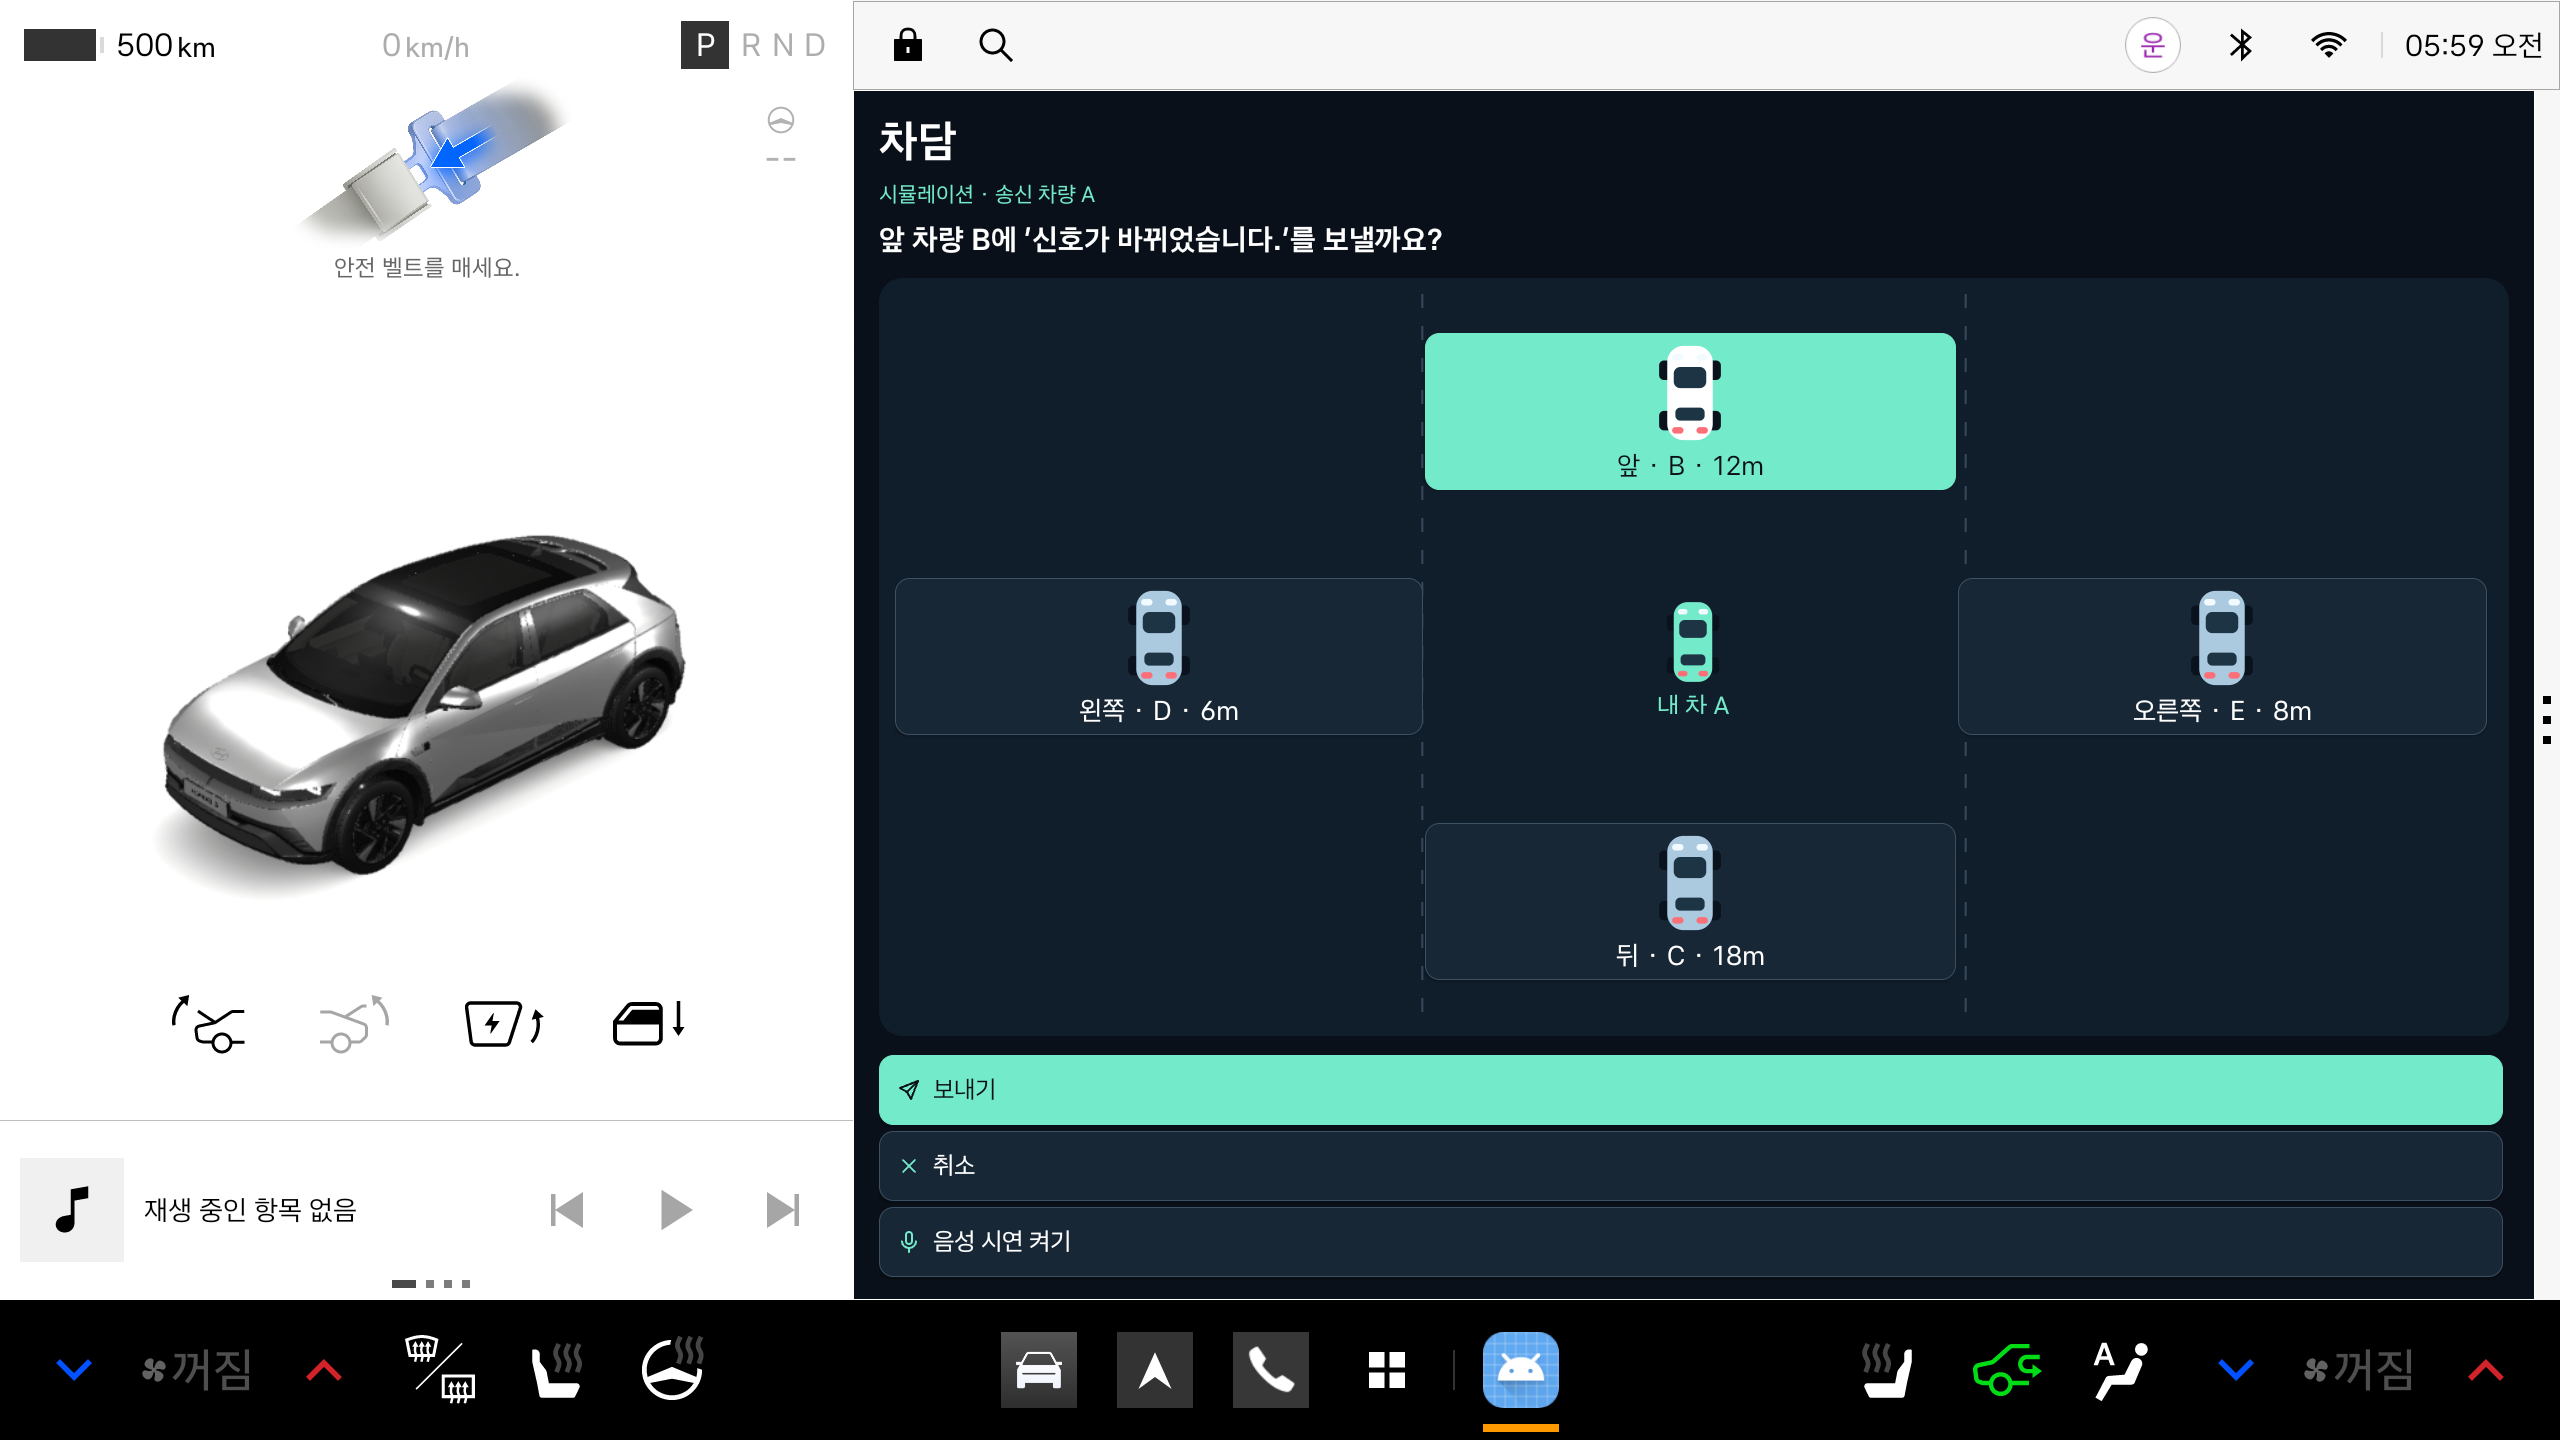 500 km
0 km/h
P R N D
안전 벨트를 매세요.
재생 중인 항목 없음
운
05:59 오전
차담
시뮬레이션 · 송신 차량 A
앞 차량 B에 '신호가 바뀌었습니다.'를 보낼까요?
앞 · B · 12m
왼쪽 · D · 6m
내 차 A
오른쪽 · E · 8m
뒤 · C · 18m
보내기
취소
음성 시연 켜기
꺼짐
A
꺼짐